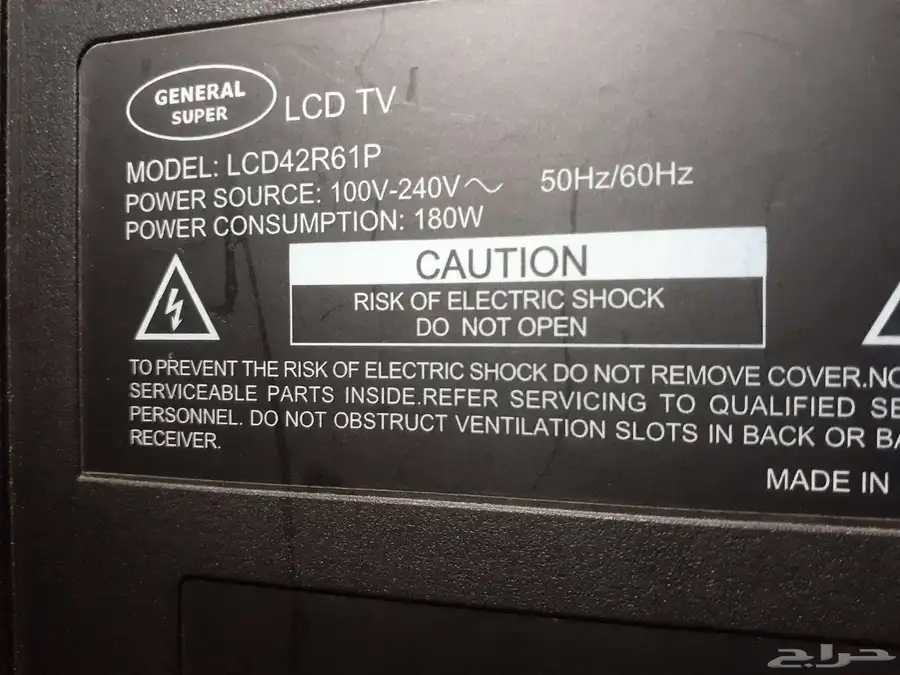 GENERAL
SUPER
LCD TV
MODEL: LCD42R61P
POWER SOURCE: 100V-240V~ 50Hz/60Hz
POWER CONSUMPTION: 180W
CAUTION
RISK OF ELECTRIC SHOCK
DO NOT OPEN
TO PREVENT THE RISK OF ELECTRIC SHOCK DO NOT REMOVE COVER.NO
SERVICEABLE PARTS INSIDE.REFER SERVICING TO QUALIFIED SE
PERSONNEL. DO NOT OBSTRUCT VENTILATION SLOTS IN BACK OR BA
RECEIVER.
MADE IN
حراج